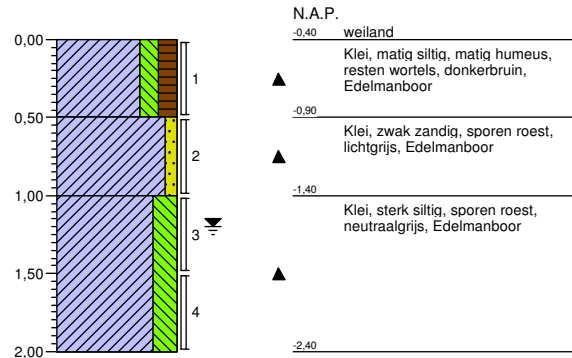 N.A.P.
0,00
-0,40
weiland
Klei, matig siltig, matig humeus,
resten wortels, donkerbruin,
Edelmanboor
1
0,50
-0,90
Klei, zwak zandig, sporen roest,
lichtgrijs, Edelmanboor
2
1,00
-1,40
Klei, sterk siltig, sporen roest,
neutraalgrijs, Edelmanboor
3
1,50
4
2,00
-2,40